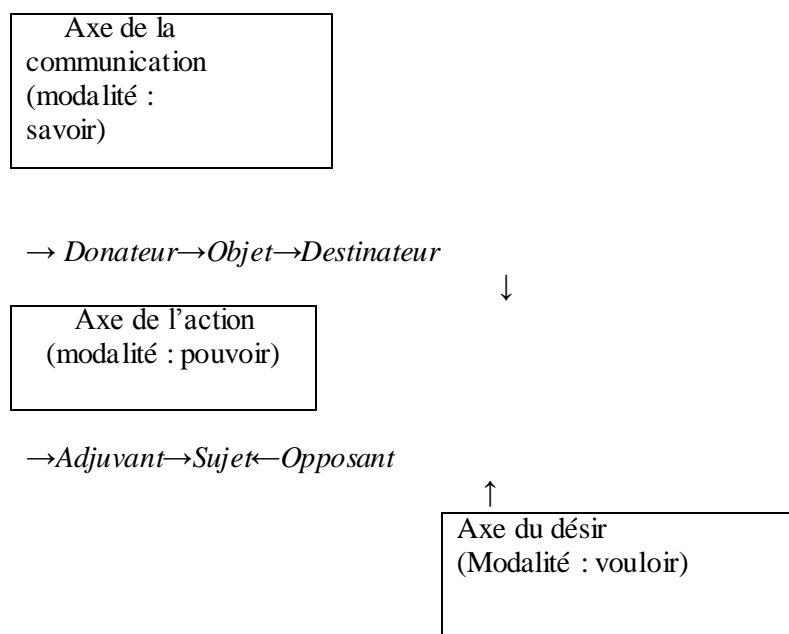 Axe de la
communication
(modalité :
savoir)
→ Donateur→Objet→Destinateur
↓
Axe de l’action
(modalité : pouvoir)
→Adjuvant→Sujet←Opposant
↑
Axe du désir
(Modalité : vouloir)